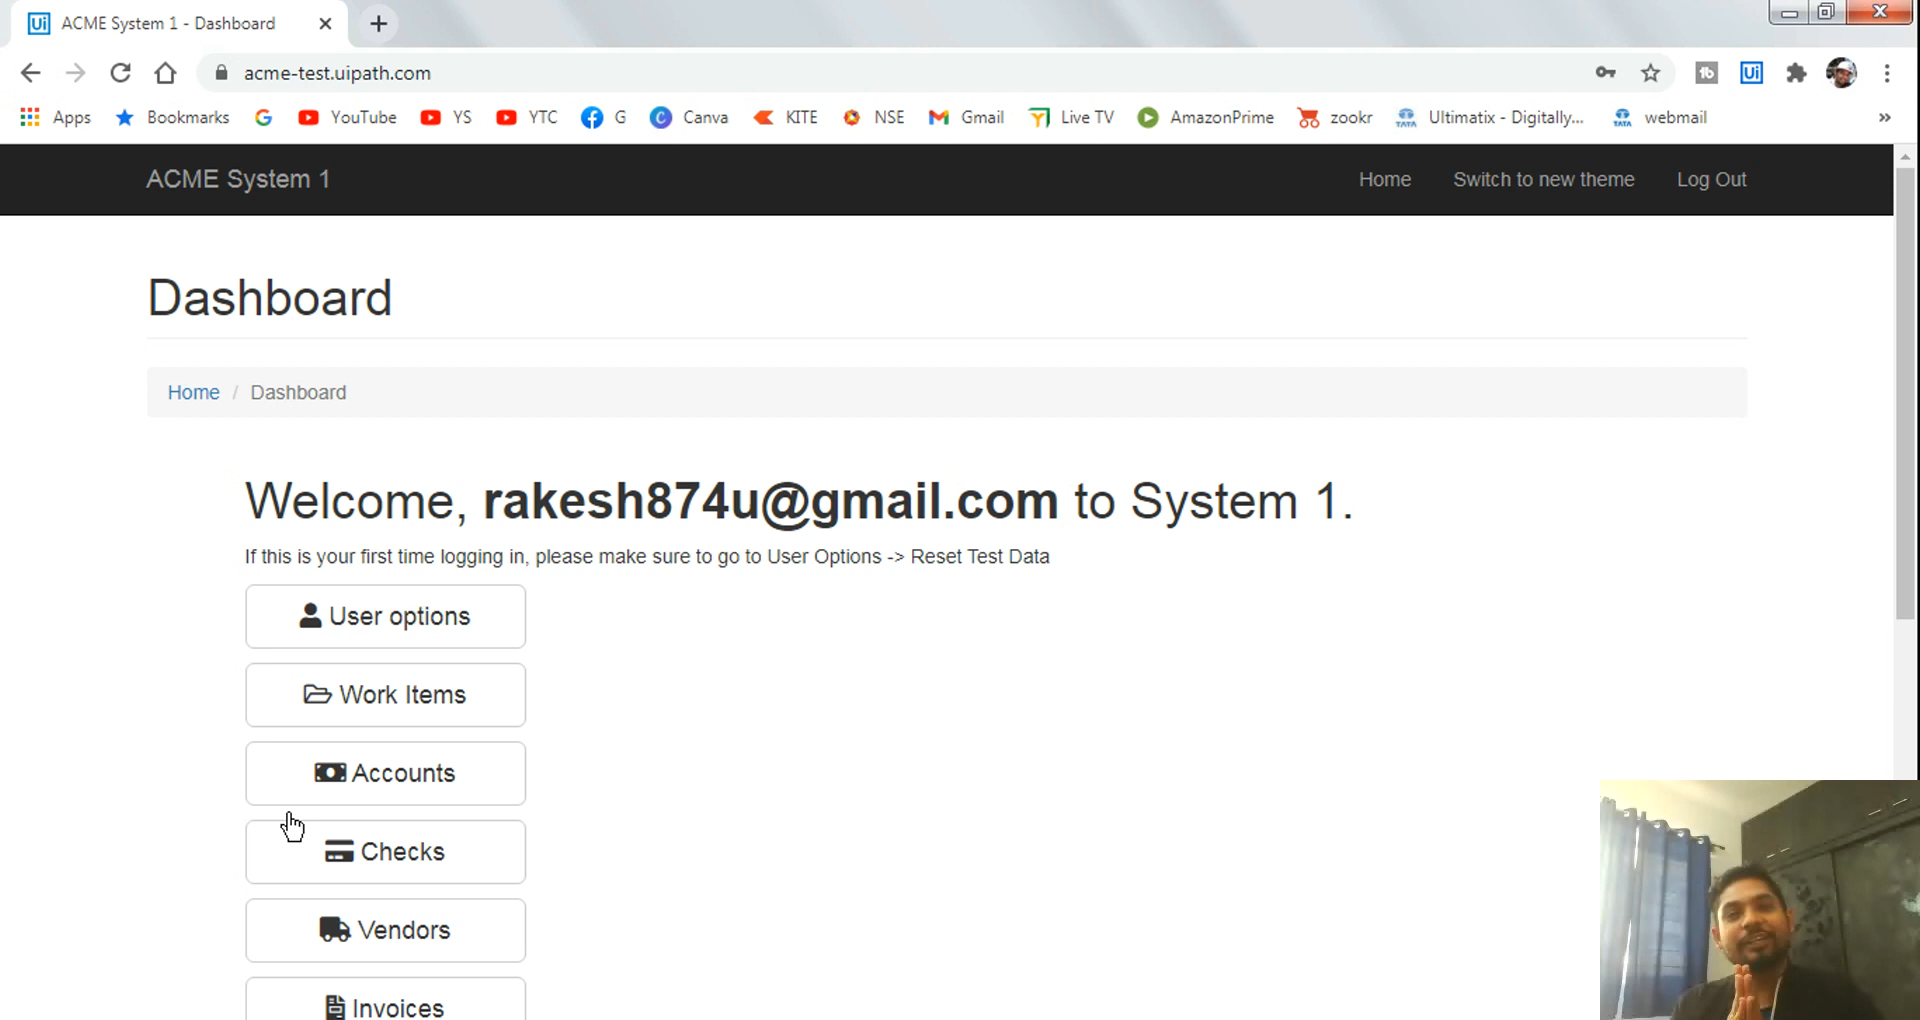 Ui ACME System 1 - Dashboard
acme-test.uipath.com
Ui
Apps Bookmarks YouTube YS YTC G Canva KITE NSE Gmail Live TV AmazonPrime zookr Ultimatix - Digitally... webmail »
ACME System 1 Home Switch to new theme Log Out
Dashboard
Home / Dashboard
Welcome, rakesh874u@gmail.com to System 1.
If this is your first time logging in, please make sure to go to User Options -> Reset Test Data
User options
Work Items
Accounts
Checks
Vendors
Invoices